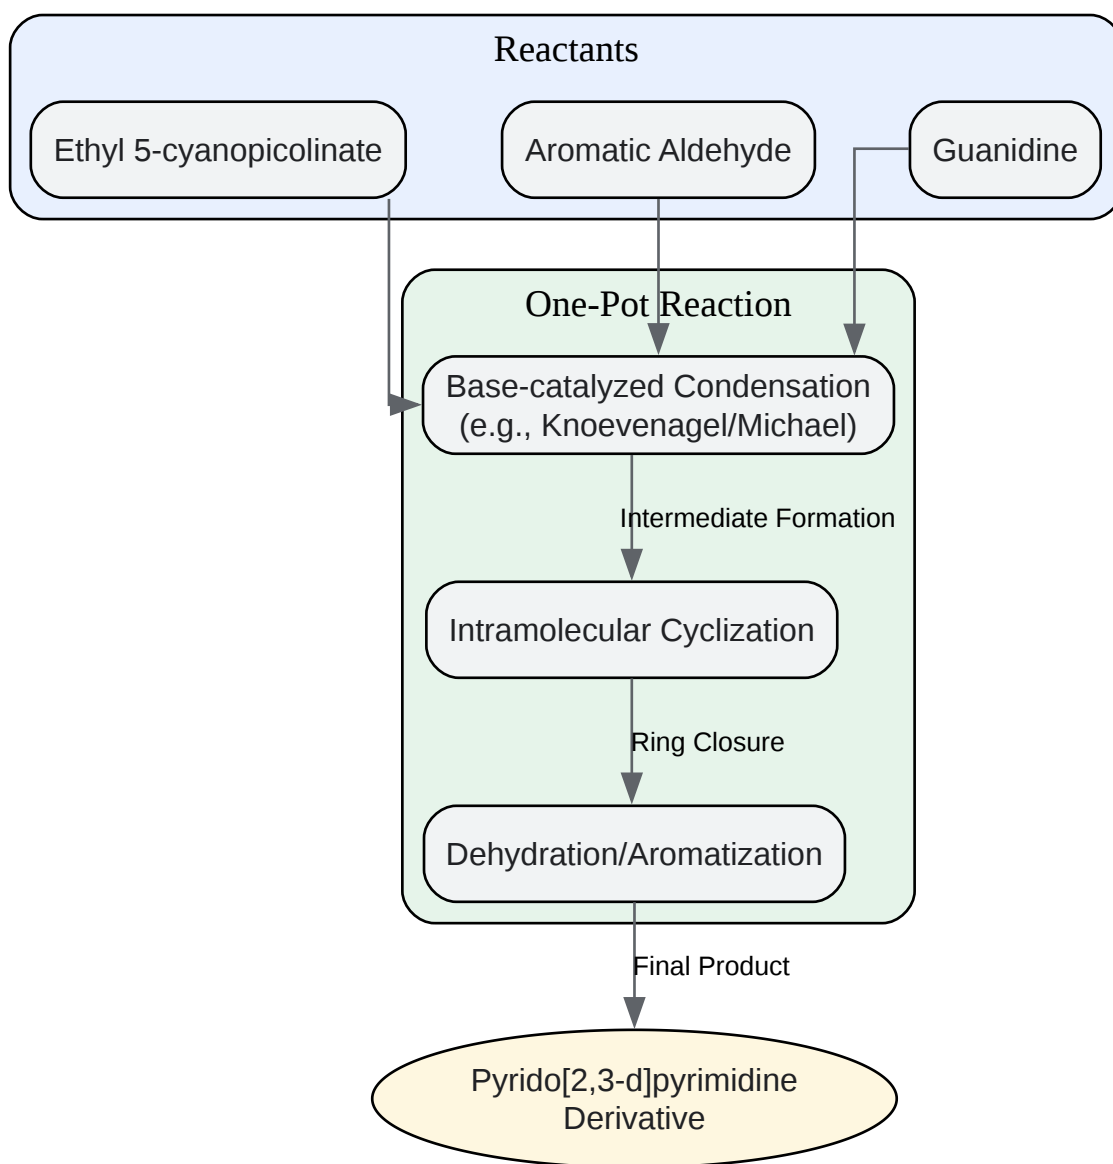 Reactants
Ethyl 5-cyanopicolinate
Aromatic Aldehyde
Guanidine
One-Pot Reaction
Base-catalyzed Condensation
(e.g., Knoevenagel/Michael)
Intermediate Formation
Intramolecular Cyclization
Ring Closure
Dehydration/Aromatization
Final Product
Pyrido[2,3-d]pyrimidine
Derivative